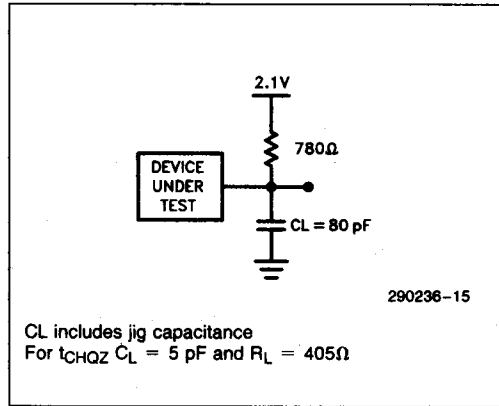 2.1V
780Ω
DEVICE
UNDER
TEST
CL = 80 pF
290236-15
CL includes jig capacitance
For tCHQZ CL = 5 pF and RL = 405Ω